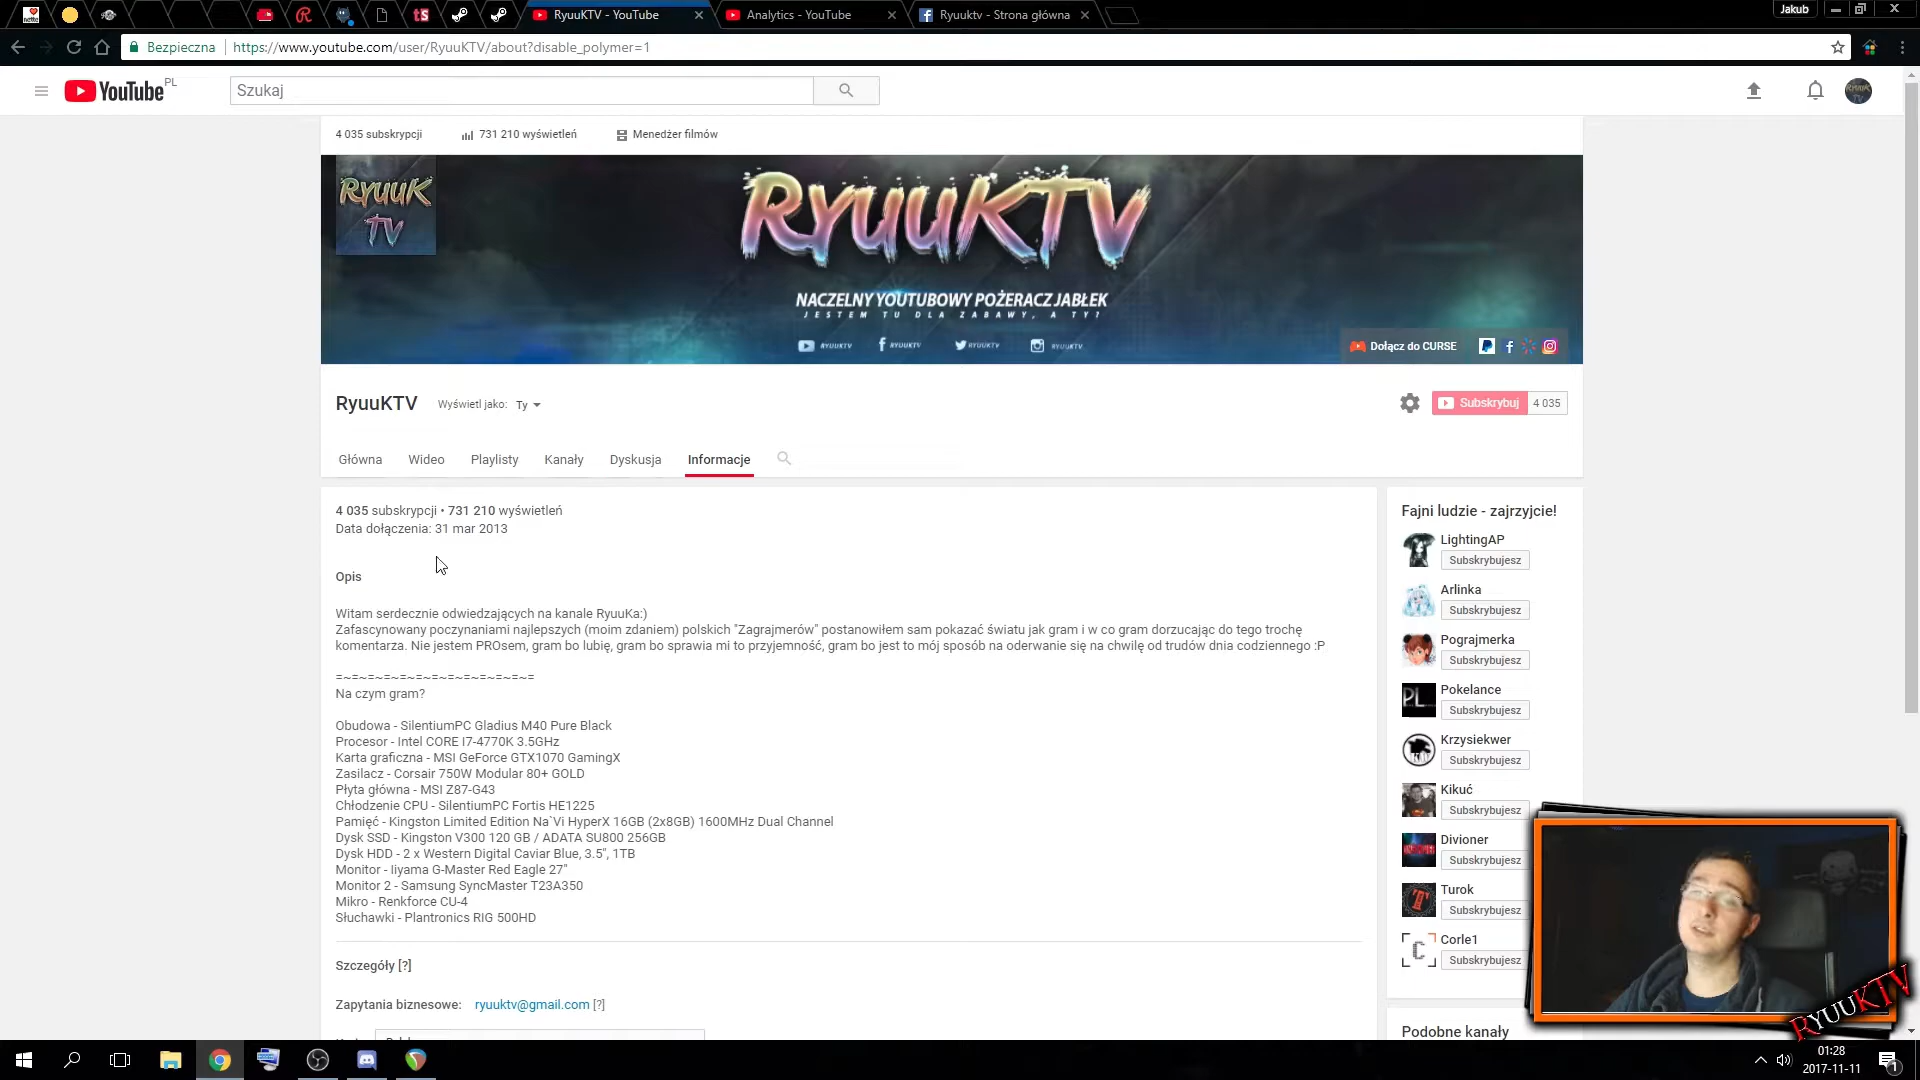 RyuuKTV - YouTube
Analytics - YouTube
Ryuuktv - Strona główna
Jakub
Bezpieczna
https://www.youtube.com/user/RyuuKTV/about?disable_polymer=1
YouTube PL
Szukaj
4 035 subskrypcji
731 210 wyświetleń
Menedżer filmów
RYUUK TV
RYUUKTV
NACZELNY YOUTUBOWY POŻERACZ JABŁEK
JESTEM TU DLA ZABAWY, A TY?
RYUUKTV
RYUUKTV
RYUUKTV
RYUUKTV
Dołącz do CURSE
RyuuKTV
Wyświetl jako: Ty
Subskrybuj 4 035
Główna
Wideo
Playlisty
Kanały
Dyskusja
Informacje
4 035 subskrypcji • 731 210 wyświetleń
Data dołączenia: 31 mar 2013
Opis
Witam serdecznie odwiedzających na kanale RyuuKa:)
Zafascynowany poczynaniami najlepszych (moim zdaniem) polskich "Zagrajmerów" postanowiłem sam pokazać światu jak gram i w co gram dorzucając do tego trochę
komentarza. Nie jestem PROsem, gram bo lubię, gram bo sprawia mi to przyjemność, gram bo jest to mój sposób na oderwanie się na chwilę od trudów dnia codziennego :P
=~=~=~=~=~=~=~=~=~=~=~=~=
Na czym gram?
Obudowa - SilentiumPC Gladius M40 Pure Black
Procesor - Intel CORE I7-4770K 3.5GHz
Karta graficzna - MSI GeForce GTX1070 GamingX
Zasilacz - Corsair 750W Modular 80+ GOLD
Płyta główna - MSI Z87-G43
Chłodzenie CPU - SilentiumPC Fortis HE1225
Pamięć - Kingston Limited Edition Na`Vi HyperX 16GB (2x8GB) 1600MHz Dual Channel
Dysk SSD - Kingston V300 120 GB / ADATA SU800 256GB
Dysk HDD - 2 x Western Digital Caviar Blue, 3.5", 1TB
Monitor - Iiyama G-Master Red Eagle 27"
Monitor 2 - Samsung SyncMaster T23A350
Mikro - Renkforce CU-4
Słuchawki - Plantronics RIG 500HD
Szczegóły [?]
Zapytania biznesowe: ryuuktv@gmail.com [?]
Fajni ludzie - zajrzyjcie!
LightingAP
Subskrybujesz
Arlinka
Subskrybujesz
Pograjmerka
Subskrybujesz
Pokelance
Subskrybujesz
Krzysiekwer
Subskrybujesz
Kikuć
Subskrybujesz
Divioner
Subskrybujesz
Turok
Subskrybujesz
Corle1
Subskrybujesz
Podobne kanały
RYUUKTV
01:28
2017-11-11